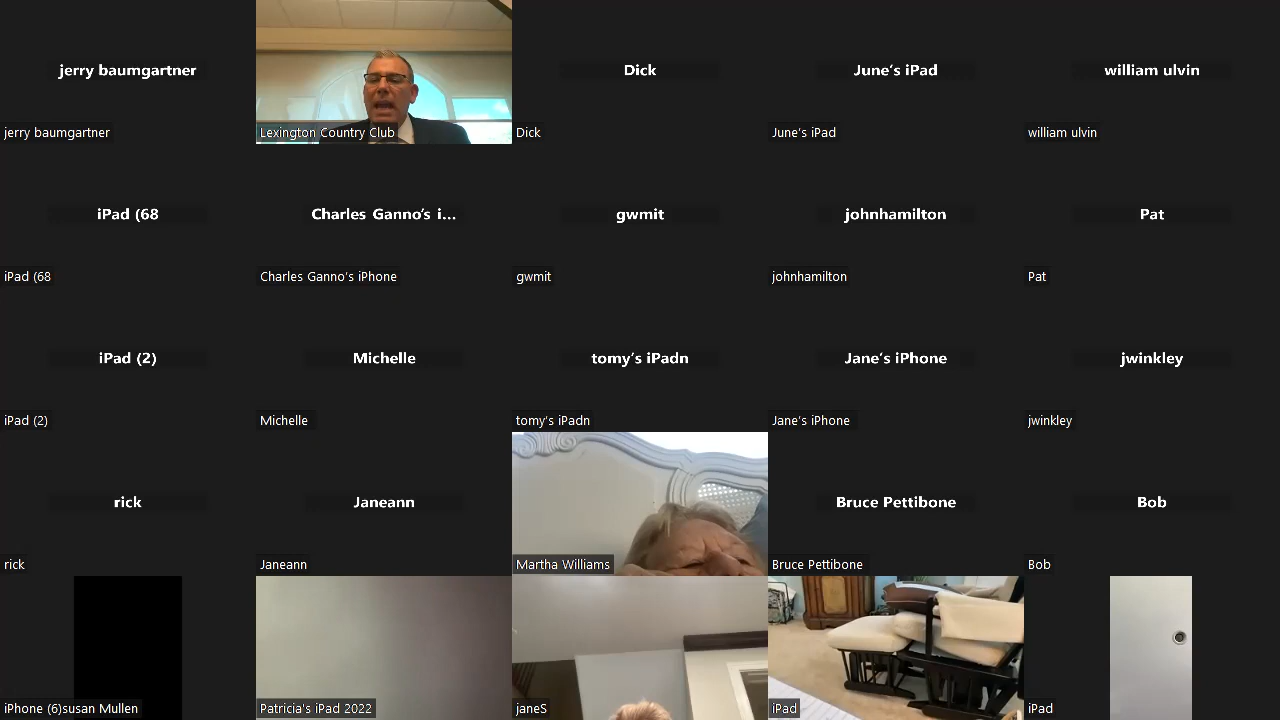 jerry baumgartner
Dick
June's iPad
william ulvin
jerry baumgartner
Lexington Country Club
Dick
June's iPad
william ulvin
iPad (68
Charles Ganno's i...
gwmit
johnhamilton
Pat
iPad (68
Charles Ganno's iPhone
gwmit
johnhamilton
Pat
iPad (2)
Michelle
tomy's iPadn
Jane's iPhone
jwinkley
iPad (2)
Michelle
tomy's iPadn
Jane's iPhone
jwinkley
rick
Janeann
Bruce Pettibone
Bob
rick
Janeann
Martha Williams
Bruce Pettibone
Bob
iPhone (6)susan Mullen
Patricia's iPad 2022
janeS
iPad
iPad